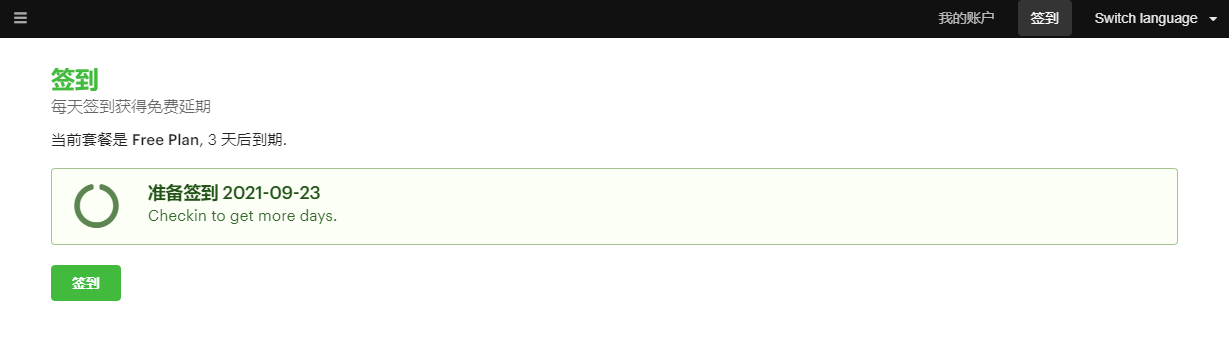 我的账户 签到 Switch language
签到
每天签到获得免费延期
当前套餐是 Free Plan, 3 天后到期.
准备签到 2021-09-23
Checkin to get more days.
签到